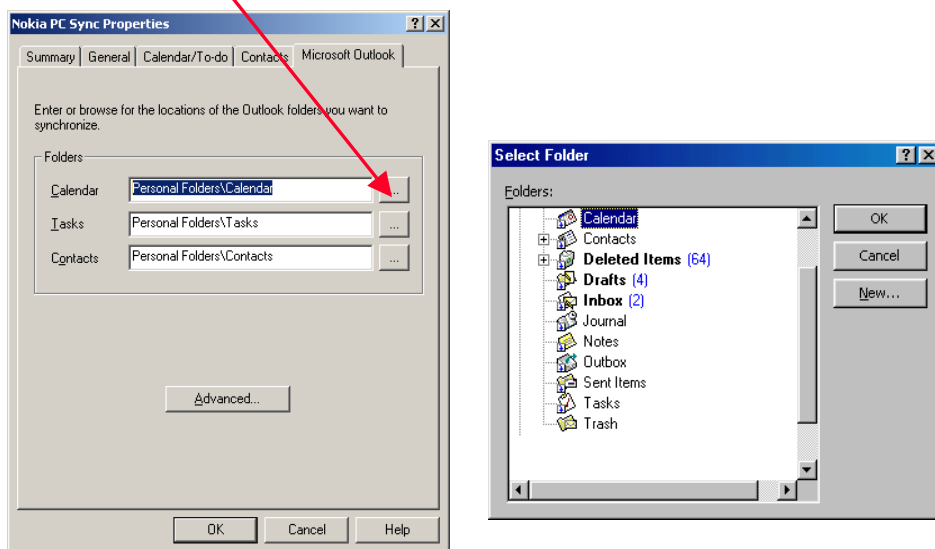 Nokia PC Sync Properties
Summary General Calendar/To-do Contacts Microsoft Outlook
Enter or browse for the locations of the Outlook folders you want to
synchronize.
Folders
Calendar Personal Folders\Calendar ...
Tasks Personal Folders\Tasks ...
Contacts Personal Folders\Contacts ...
Advanced...
OK Cancel Help
Select Folder
Folders:
Calendar
Contacts
Deleted Items (64)
Drafts (4)
Inbox (2)
Journal
Notes
Outbox
Sent Items
Tasks
Trash
OK
Cancel
New...